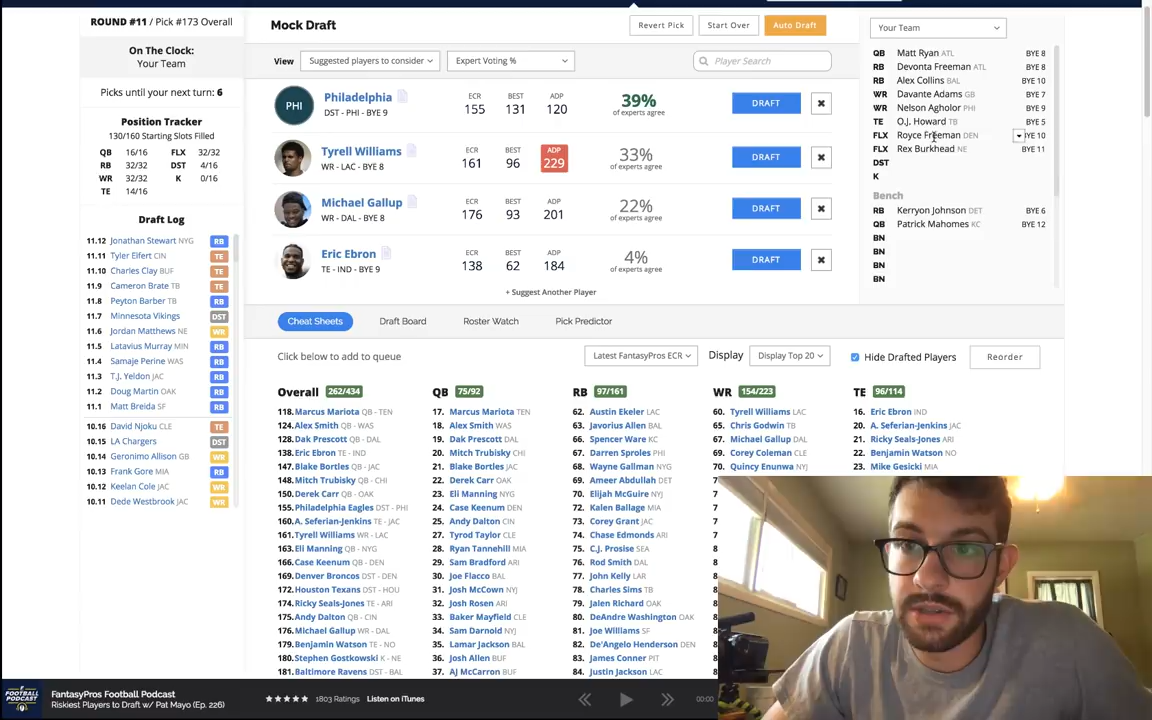 ROUND #11 / Pick #173 Overall
On The Clock:
Your Team
Picks until your next turn: 6
Position Tracker
130/160 Starting Slots Filled
QB 16/16 FLX 32/32
RB 32/32 DST 4/16
WR 32/32 K 0/16
TE 14/16
Draft Log
11.12 Jonathan Stewart NYG RB
11.11 Tyler Eifert CIN TE
11.10 Charles Clay BUF TE
11.9 Cameron Brate TB TE
11.8 Peyton Barber TB RB
11.7 Minnesota Vikings DST
11.6 Jordan Matthews NE WR
11.5 Latavius Murray MIN RB
11.4 Samaje Perine WAS RB
11.3 T.J. Yeldon JAC RB
11.2 Doug Martin OAK RB
11.1 Matt Breida SF RB
10.16 David Njoku CLE TE
10.15 LA Chargers DST
10.14 Geronimo Allison GB WR
10.13 Frank Gore MIA RB
10.12 Keelan Cole JAC WR
10.11 Dede Westbrook JAC WR
Mock Draft
Revert Pick Start Over Auto Draft
View Suggested players to consider Expert Voting % Player Search
PHI Philadelphia DST - PHI - BYE 9 ECR 155 BEST 131 ADP 120 39% of experts agree DRAFT
Tyrell Williams WR - LAC - BYE 8 ECR 161 BEST 96 ADP 229 33% of experts agree DRAFT
Michael Gallup WR - DAL - BYE 8 ECR 176 BEST 93 ADP 201 22% of experts agree DRAFT
Eric Ebron TE - IND - BYE 9 ECR 138 BEST 62 ADP 184 4% of experts agree DRAFT
+ Suggest Another Player
Your Team
QB Matt Ryan ATL BYE 8
RB Devonta Freeman ATL BYE 8
RB Alex Collins BAL BYE 10
WR Davante Adams GB BYE 7
WR Nelson Agholor PHI BYE 9
TE O.J. Howard TB BYE 5
FLX Royce Freeman DEN YE 10
FLX Rex Burkhead NE BYE 11
DST
K
Bench
RB Kerryon Johnson DET BYE 6
QB Patrick Mahomes KC BYE 12
BN
BN
BN
BN
Cheat Sheets Draft Board Roster Watch Pick Predictor
Click below to add to queue Latest FantasyPros ECR Display Display Top 20 Hide Drafted Players Reorder
Overall 262/434
118. Marcus Mariota QB - TEN
124. Alex Smith QB - WAS
128. Dak Prescott QB - DAL
138. Eric Ebron TE - IND
147. Blake Bortles QB - JAC
148. Mitch Trubisky QB - CHI
150. Derek Carr QB - OAK
155. Philadelphia Eagles DST - PHI
160. A. Seferian-Jenkins TE - JAC
161. Tyrell Williams WR - LAC
163. Eli Manning QB - NYG
166. Case Keenum QB - DEN
169. Denver Broncos DST - DEN
172. Houston Texans DST - HOU
174. Ricky Seals-Jones TE - ARI
175. Andy Dalton QB - CIN
176. Michael Gallup WR - DAL
179. Benjamin Watson TE - NO
180. Stephen Gostkowski K - NE
181. Baltimore Ravens DST - BAL
QB 75/92
17. Marcus Mariota TEN
18. Alex Smith WAS
19. Dak Prescott DAL
20. Mitch Trubisky CHI
21. Blake Bortles JAC
22. Derek Carr OAK
23. Eli Manning NYG
24. Case Keenum DEN
25. Andy Dalton CIN
27. Tyrod Taylor CLE
28. Ryan Tannehill MIA
29. Sam Bradford ARI
30. Joe Flacco BAL
31. Josh McCown NYJ
32. Josh Rosen ARI
33. Baker Mayfield CLE
34. Sam Darnold NYJ
35. Lamar Jackson BAL
36. Josh Allen BUF
37. AJ McCarron BUF
RB 97/161
62. Austin Ekeler LAC
63. Javorius Allen BAL
66. Spencer Ware KC
67. Darren Sproles PHI
68. Wayne Gallman NYG
69. Ameer Abdullah DET
70. Elijah McGuire NYJ
72. Kalen Ballage MIA
73. Corey Grant JAC
74. Chase Edmonds ARI
75. C.J. Prosise SEA
76. Rod Smith DAL
77. John Kelly LAR
78. Charles Sims TB
79. Jalen Richard OAK
80. DeAndre Washington OAK
81. Joe Williams SF
82. De'Angelo Henderson DEN
83. James Conner PIT
84. Justin Jackson LAC
WR 154/223
60. Tyrell Williams LAC
65. Chris Godwin TB
67. Michael Gallup DAL
69. Corey Coleman CLE
70. Quincy Enunwa NYJ
TE 96/114
16. Eric Ebron IND
20. A. Seferian-Jenkins JAC
21. Ricky Seals-Jones ARI
22. Benjamin Watson NO
23. Mike Gesicki MIA
FOOTBALL PODCAST
FantasyPros Football Podcast
Riskiest Players to Draft w/ Pat Mayo (Ep. 226)
1803 Ratings Listen on iTunes 00:00